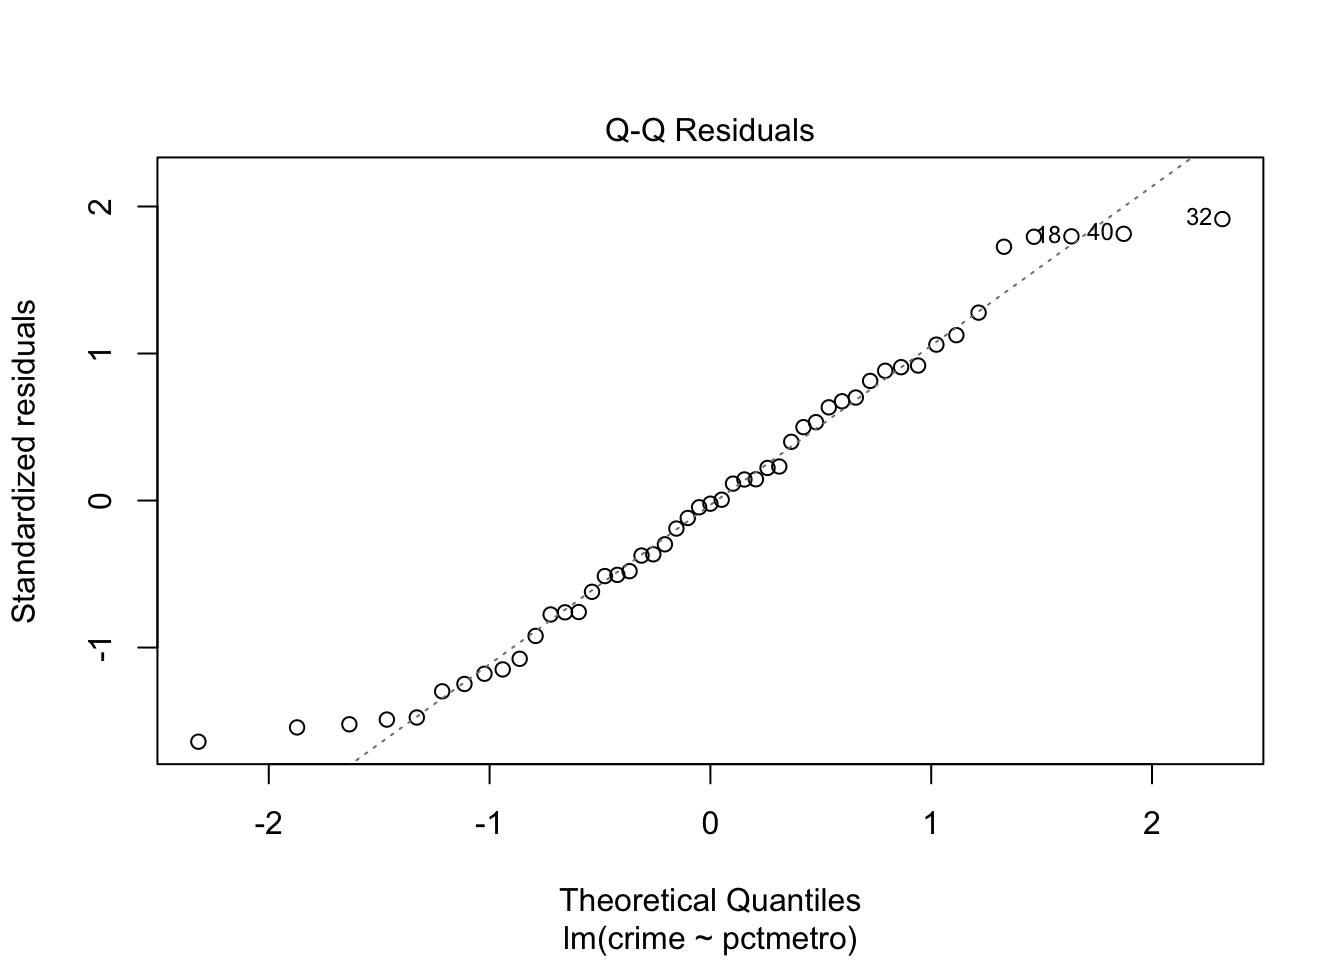 Q-Q Residuals
Standardized residuals
2
1
0
-1
18
40
32
-2 -1 0 1 2
Theoretical Quantiles
lm(crime ~ pctmetro)